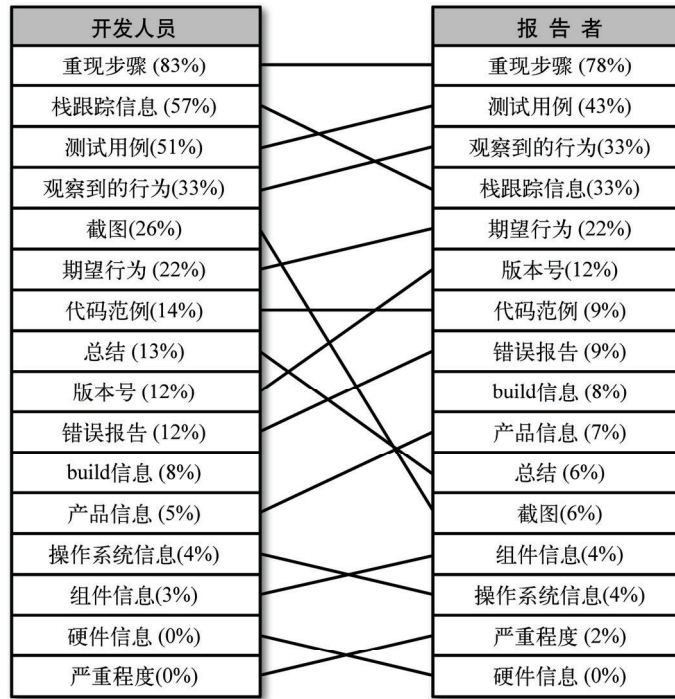 开发人员
重现步骤 (83%)
栈跟踪信息 (57%)
测试用例(51%)
观察到的行为(33%)
截图(26%)
期望行为 (22%)
代码范例(14%)
总结 (13%)
版本号 (12%)
错误报告 (12%)
build信息 (8%)
产品信息 (5%)
操作系统信息(4%)
组件信息(3%)
硬件信息 (0%)
严重程度(0%)
报 告 者
重现步骤 (78%)
测试用例 (43%)
观察到的行为(33%)
栈跟踪信息(33%)
期望行为 (22%)
版本号(12%)
代码范例 (9%)
错误报告 (9%)
build信息 (8%)
产品信息 (7%)
总结 (6%)
截图(6%)
组件信息(4%)
操作系统信息(4%)
严重程度 (2%)
硬件信息 (0%)